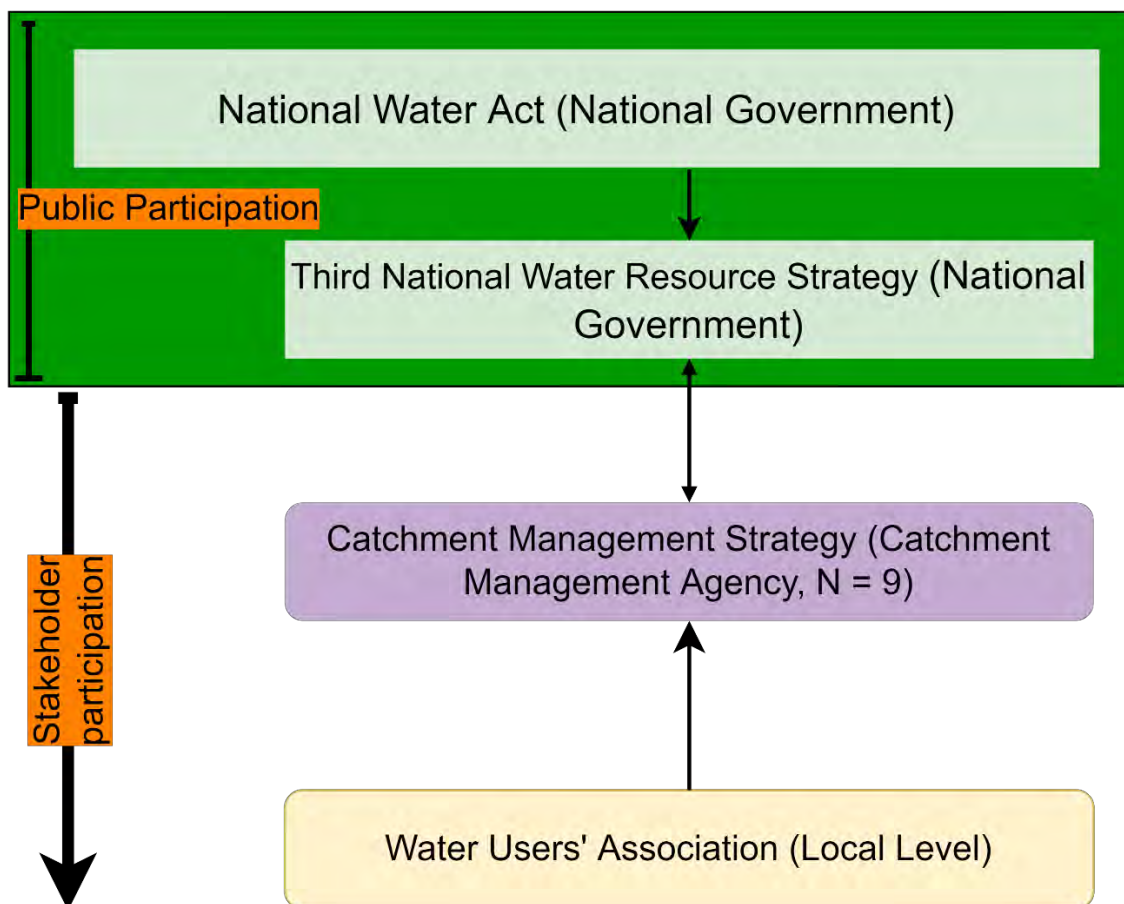 National Water Act (National Government)
Public Participation
Third National Water Resource Strategy (National
Government)
Catchment Management Strategy (Catchment
Management Agency, N = 9)
Stakeholder
participation
Water Users' Association (Local Level)